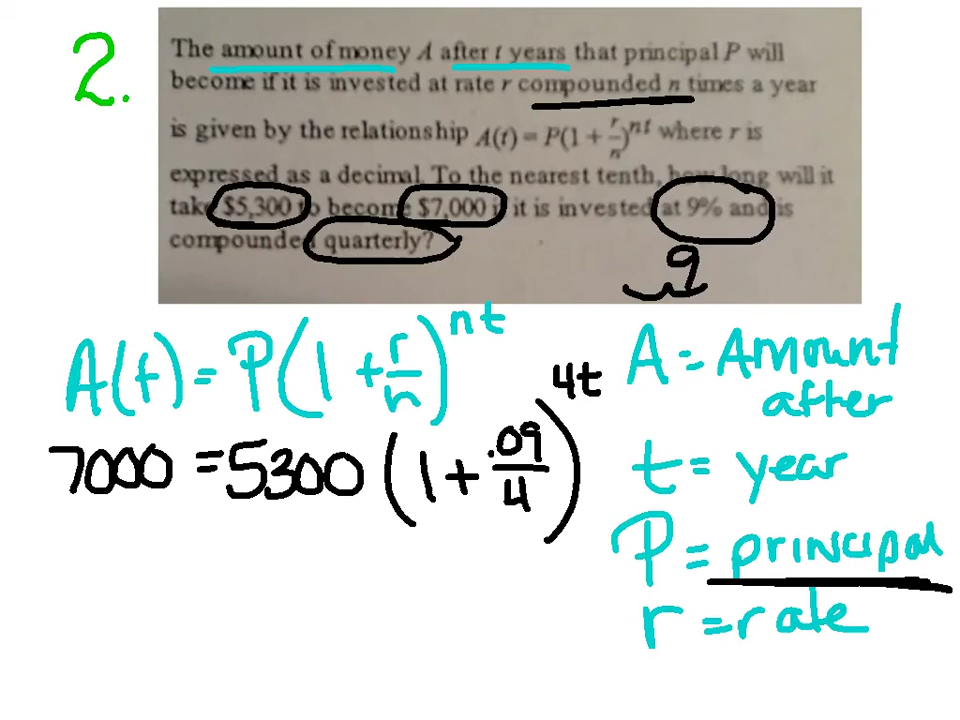 2.
The amount of money A after t years that principal P will
become if it is invested at rate r compounded n times a year
is given by the relationship A(t) = P(1 + r/n)^nt where r is
expressed as a decimal. To the nearest tenth, how long will it
take $5,300 to become $7,000 if it is invested at 9% and is
compounded quarterly?
9
A(t) = P(1 + r/n)^nt
7000 = 5300 (1 + .09/4)^4t
A = Amount
after
t = year
P = principal
r = rate